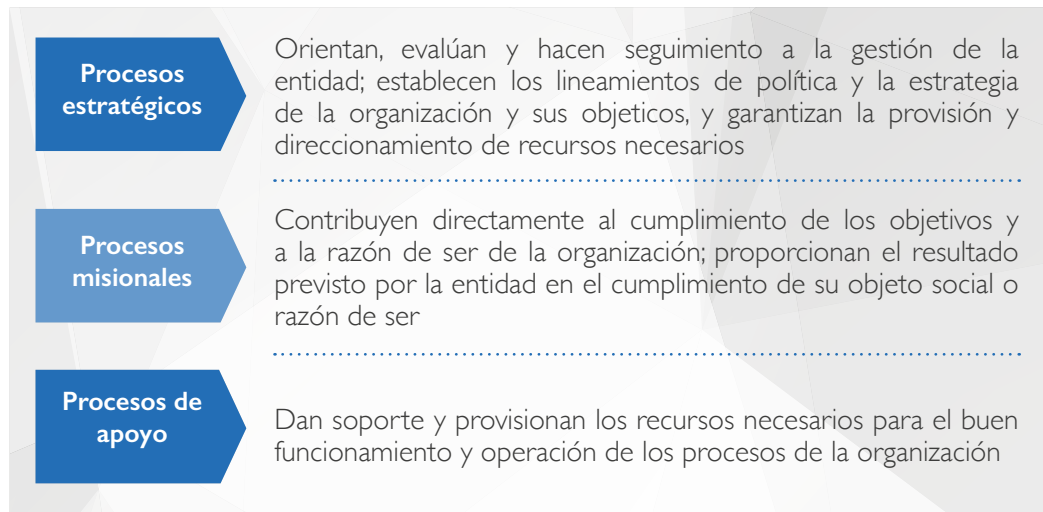 Procesos
estratégicos
Orientan, evalúan y hacen seguimiento a la gestión de la
entidad; establecen los lineamientos de política y la estrategia
de la organización y sus objeticos, y garantizan la provisión y
direccionamiento de recursos necesarios
Procesos
misionales
Contribuyen directamente al cumplimiento de los objetivos y
a la razón de ser de la organización; proporcionan el resultado
previsto por la entidad en el cumplimiento de su objeto social o
razón de ser
Procesos de
apoyo
Dan soporte y provisionan los recursos necesarios para el buen
funcionamiento y operación de los procesos de la organización